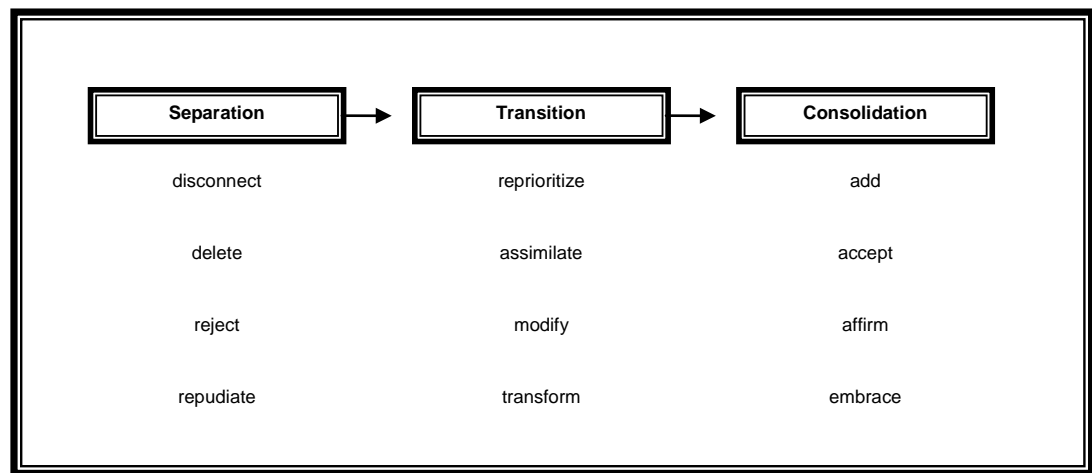 Separation Transition Consolidation
disconnect reprioritize add
delete assimilate accept
reject modify affirm
repudiate transform embrace